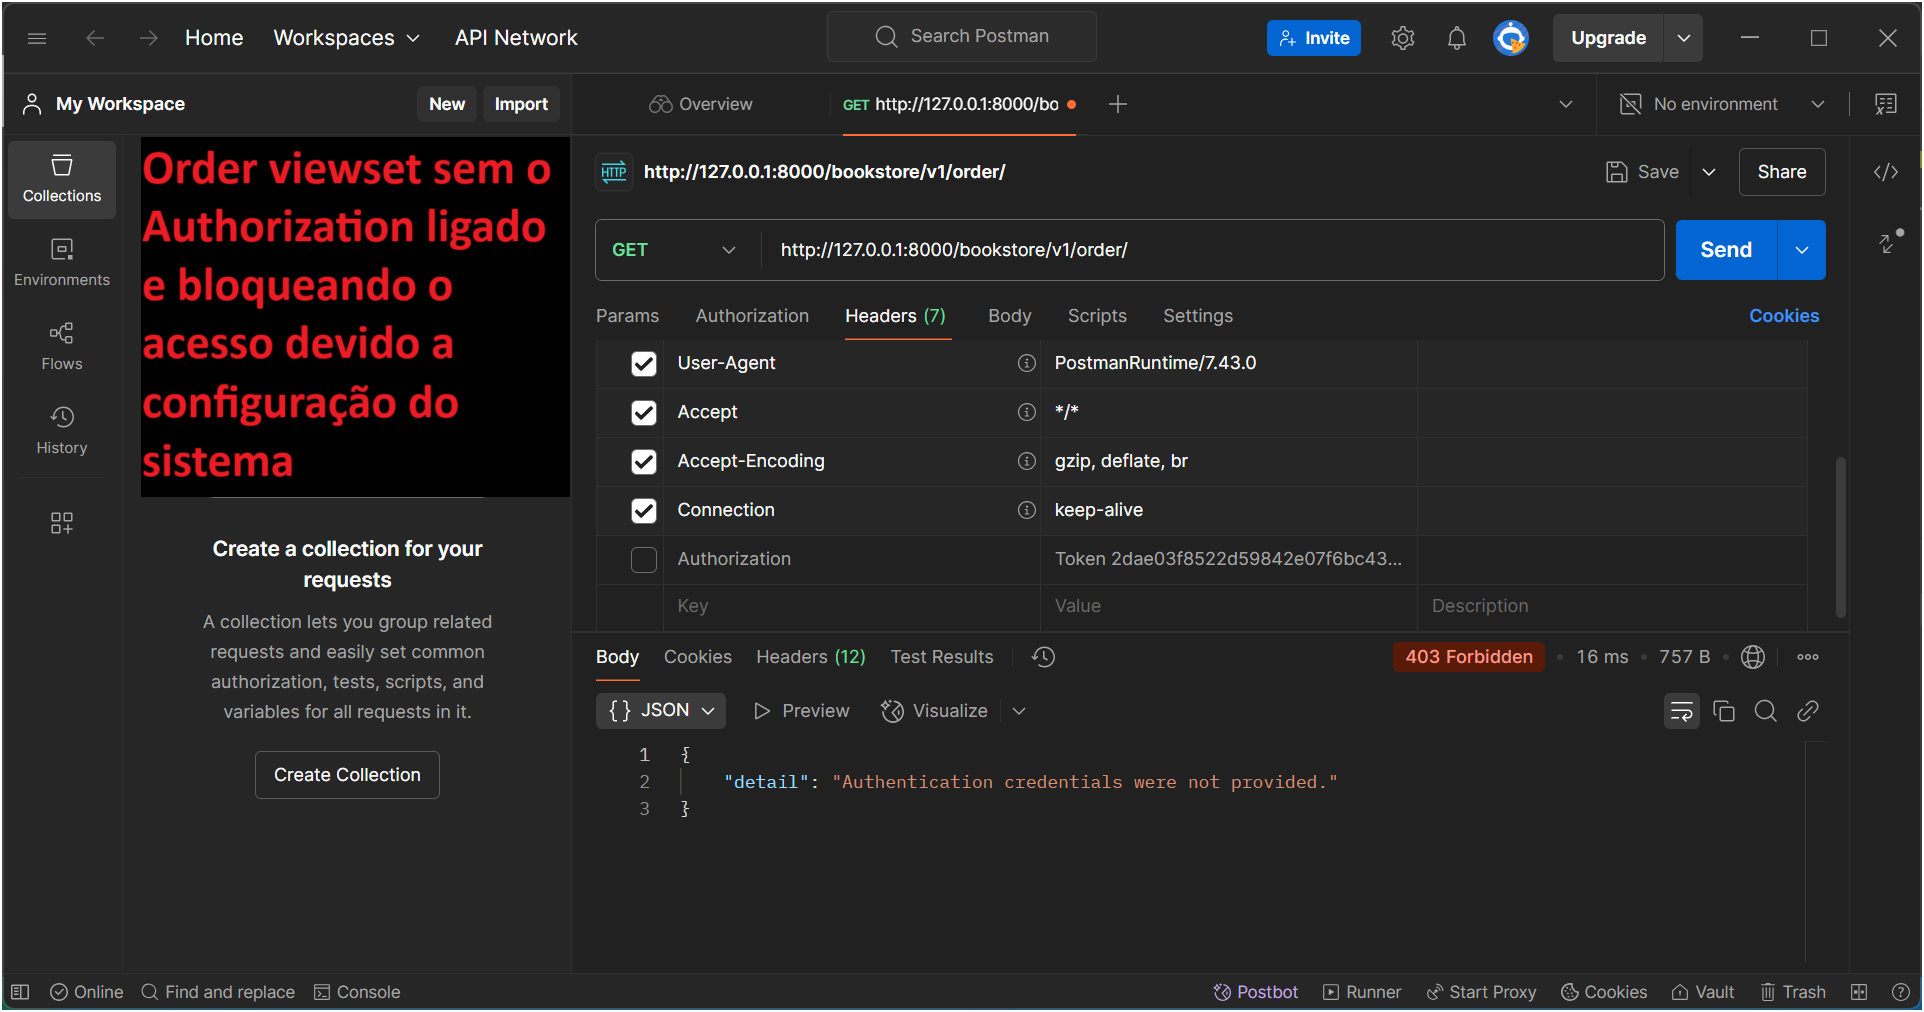 Home
Workspaces
API Network
Search Postman
Invite
Upgrade
My Workspace
New
Import
Overview
GET http://127.0.0.1:8000/bo
No environment
Collections
Environments
Flows
History
Order viewset sem o
Authorization ligado
e bloqueando o
acesso devido a
configuração do
sistema
Create a collection for your
requests
A collection lets you group related
requests and easily set common
authorization, tests, scripts, and
variables for all requests in it.
Create Collection
HTTP http://127.0.0.1:8000/bookstore/v1/order/
Save
Share
GET http://127.0.0.1:8000/bookstore/v1/order/
Send
Params Authorization Headers (7) Body Scripts Settings Cookies
User-Agent PostmanRuntime/7.43.0
Accept */*
Accept-Encoding gzip, deflate, br
Connection keep-alive
Authorization Token 2dae03f8522d59842e07f6bc43...
Key Value Description
Body Cookies Headers (12) Test Results 403 Forbidden • 16 ms • 757 B
{} JSON Preview Visualize
1 {
2 "detail": "Authentication credentials were not provided."
3 }
Online Find and replace Console Postbot Runner Start Proxy Cookies Vault Trash